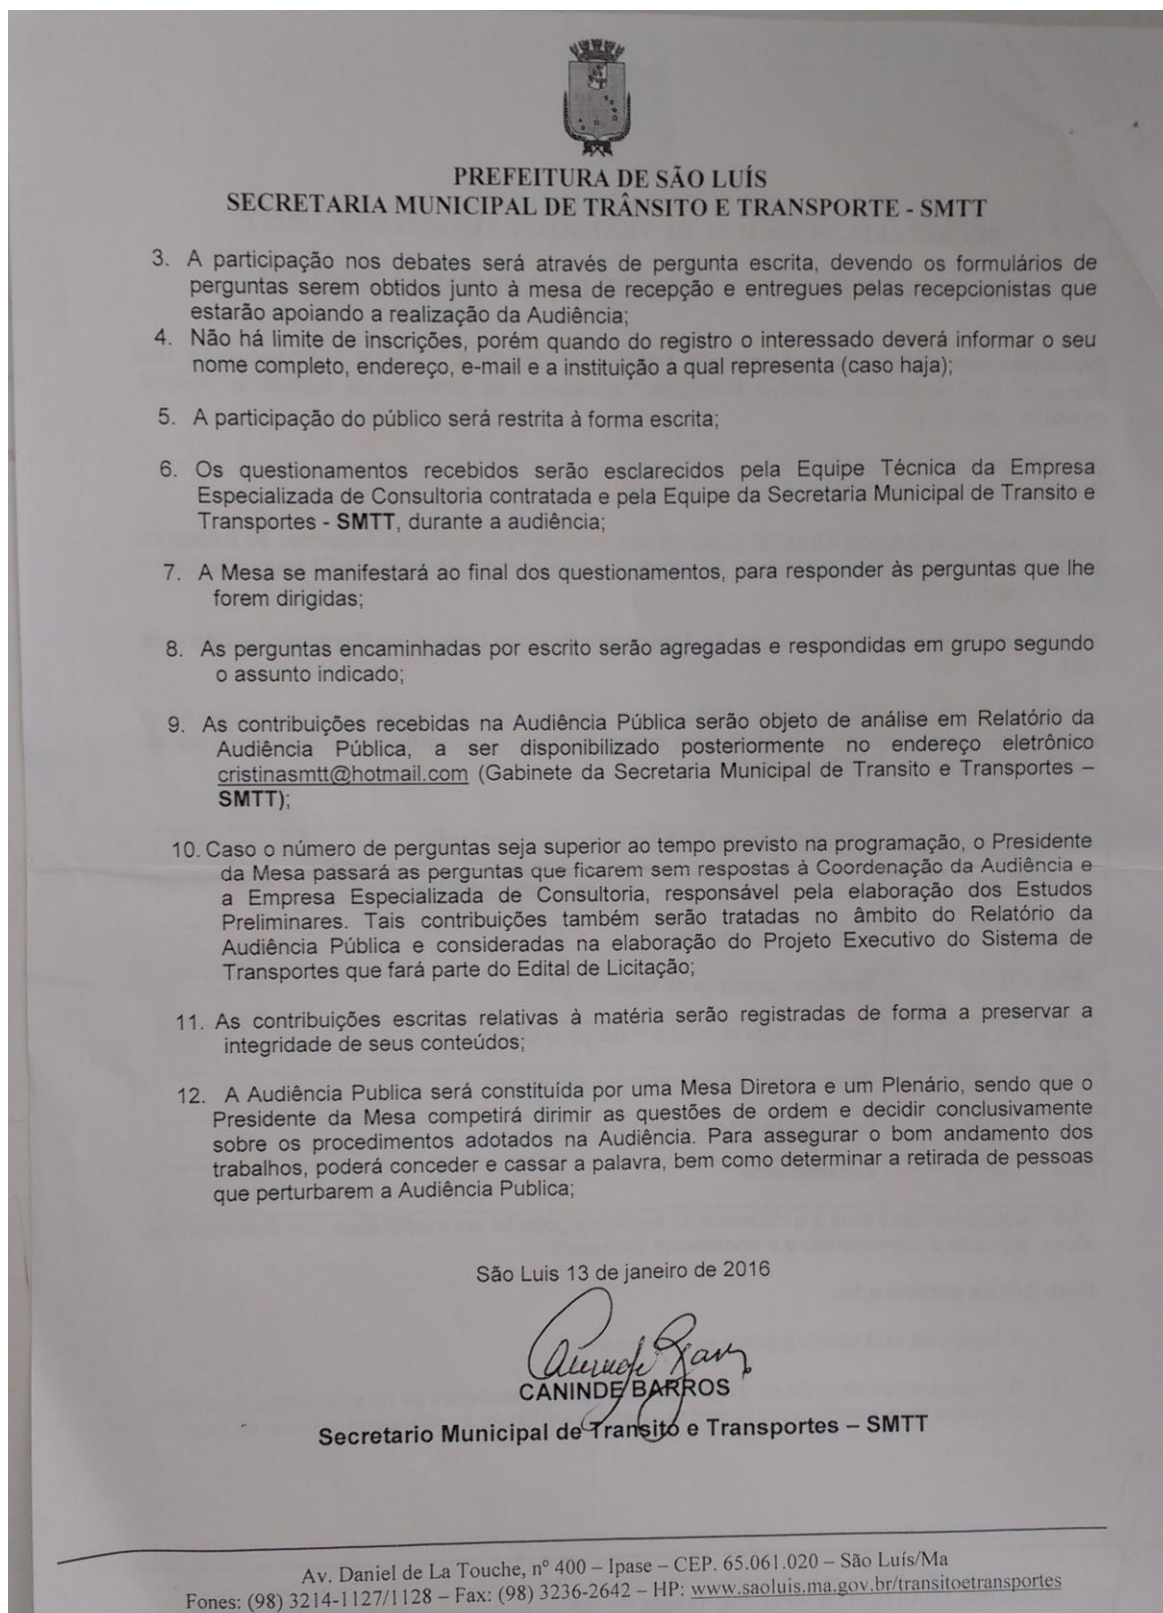 PREFEITURA DE SÃO LUÍS
SECRETARIA MUNICIPAL DE TRÂNSITO E TRANSPORTE - SMTT
3. A participação nos debates será através de pergunta escrita, devendo os formulários de
perguntas serem obtidos junto à mesa de recepção e entregues pelas recepcionistas que
estarão apoiando a realização da Audiência;
4. Não há limite de inscrições, porém quando do registro o interessado deverá informar o seu
nome completo, endereço, e-mail e a instituição a qual representa (caso haja);
5. A participação do público será restrita à forma escrita;
6. Os questionamentos recebidos serão esclarecidos pela Equipe Técnica da Empresa
Especializada de Consultoria contratada e pela Equipe da Secretaria Municipal de Transito e
Transportes - SMTT, durante a audiência;
7. A Mesa se manifestará ao final dos questionamentos, para responder às perguntas que lhe
forem dirigidas;
8. As perguntas encaminhadas por escrito serão agregadas e respondidas em grupo segundo
o assunto indicado;
9. As contribuições recebidas na Audiência Pública serão objeto de análise em Relatório da
Audiência Pública, a ser disponibilizado posteriormente no endereço eletrônico
cristinasmtt@hotmail.com (Gabinete da Secretaria Municipal de Transito e Transportes –
SMTT);
10. Caso o número de perguntas seja superior ao tempo previsto na programação, o Presidente
da Mesa passará as perguntas que ficarem sem respostas à Coordenação da Audiência e
a Empresa Especializada de Consultoria, responsável pela elaboração dos Estudos
Preliminares. Tais contribuições também serão tratadas no âmbito do Relatório da
Audiência Pública e consideradas na elaboração do Projeto Executivo do Sistema de
Transportes que fará parte do Edital de Licitação;
11. As contribuições escritas relativas à matéria serão registradas de forma a preservar a
integridade de seus conteúdos;
12. A Audiência Publica será constituída por uma Mesa Diretora e um Plenário, sendo que o
Presidente da Mesa competirá dirimir as questões de ordem e decidir conclusivamente
sobre os procedimentos adotados na Audiência. Para assegurar o bom andamento dos
trabalhos, poderá conceder e cassar a palavra, bem como determinar a retirada de pessoas
que perturbarem a Audiência Publica;
São Luis 13 de janeiro de 2016
CANINDE BARROS
Secretario Municipal de Transito e Transportes – SMTT
Av. Daniel de La Touche, nº 400 – Ipase – CEP. 65.061.020 – São Luís/Ma
Fones: (98) 3214-1127/1128 – Fax: (98) 3236-2642 – HP: www.saoluis.ma.gov.br/transitoetransportes